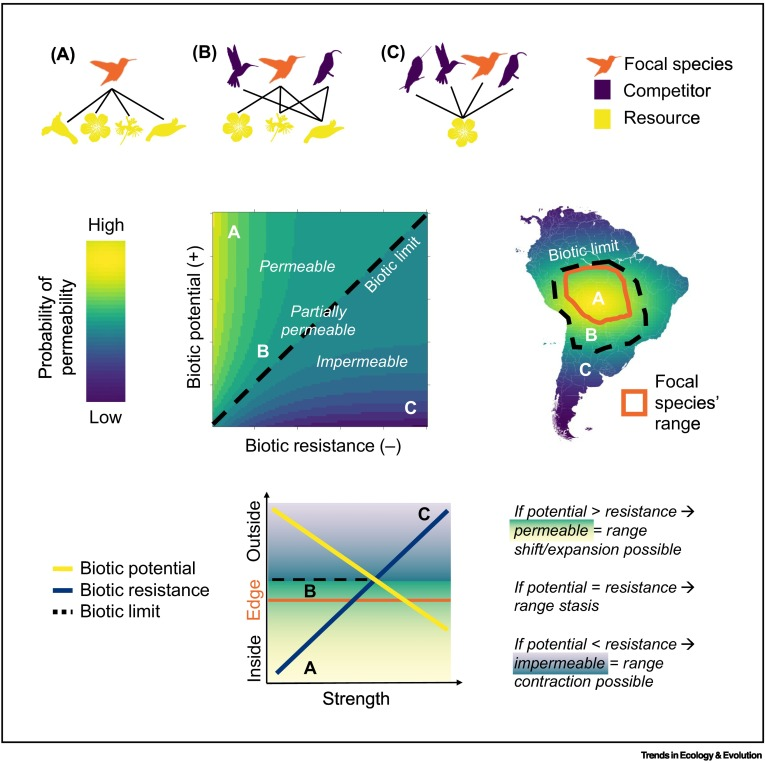 (A)
(B)
(C)
Focal species
Competitor
Resource
High
Probability of
permeability
Low
Biotic potential (+)
A
Permeable
Biotic limit
Partially
permeable
B
Impermeable
C
Biotic resistance (–)
Biotic limit
A
B
C
Focal
species'
range
Biotic potential
Biotic resistance
Biotic limit
Outside
Edge
Inside
C
B
A
Strength
If potential > resistance →
permeable = range
shift/expansion possible
If potential = resistance →
range stasis
If potential < resistance →
impermeable = range
contraction possible
Trends in Ecology & Evolution